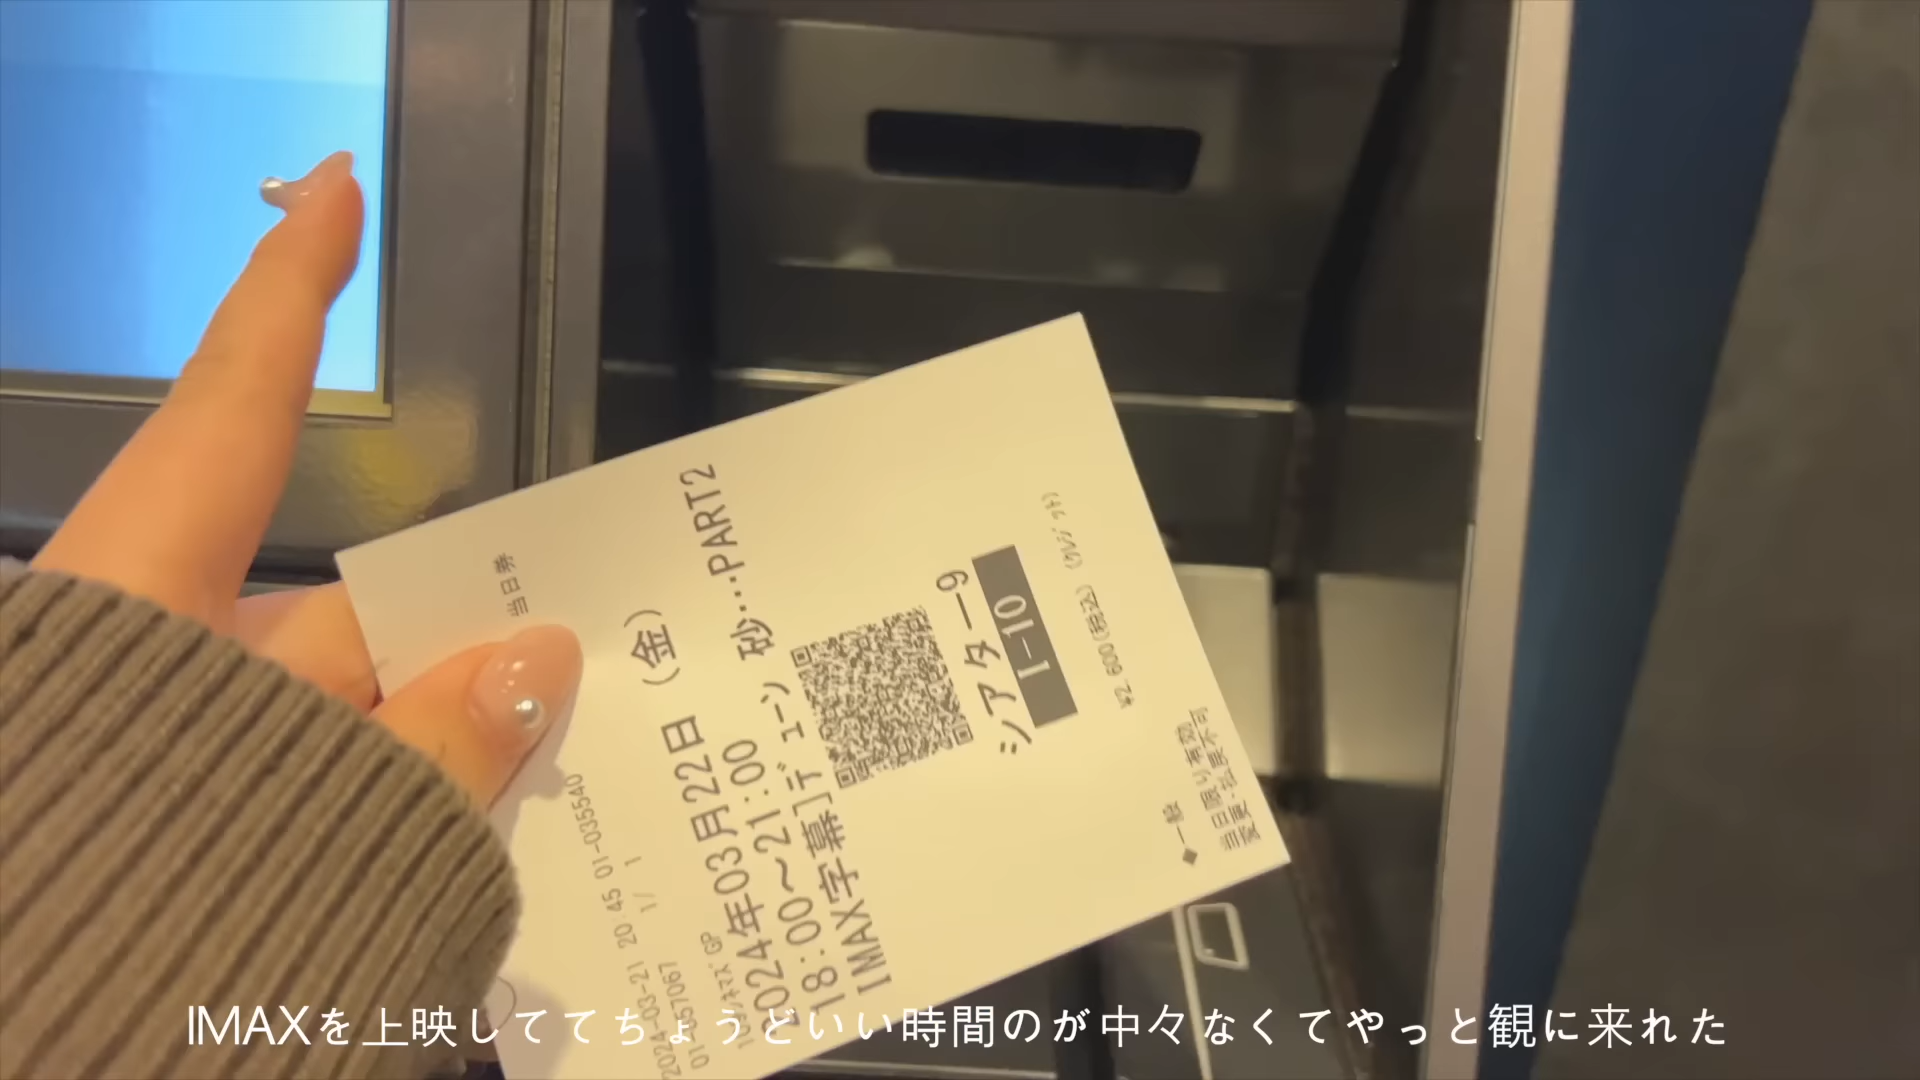 当日券
2024-03-21 20:45 01-0355540
1/ 1
2024年03月22日（金）
18:00～21:00
IMAX字幕]デューン 砂…PART2
シアター9
I-10
¥2,600(税込)
◆一般
当日限り有効
変更・払戻不可
IMAXを上映しててちょうどいい時間のが中々なくてやっと観に来れた